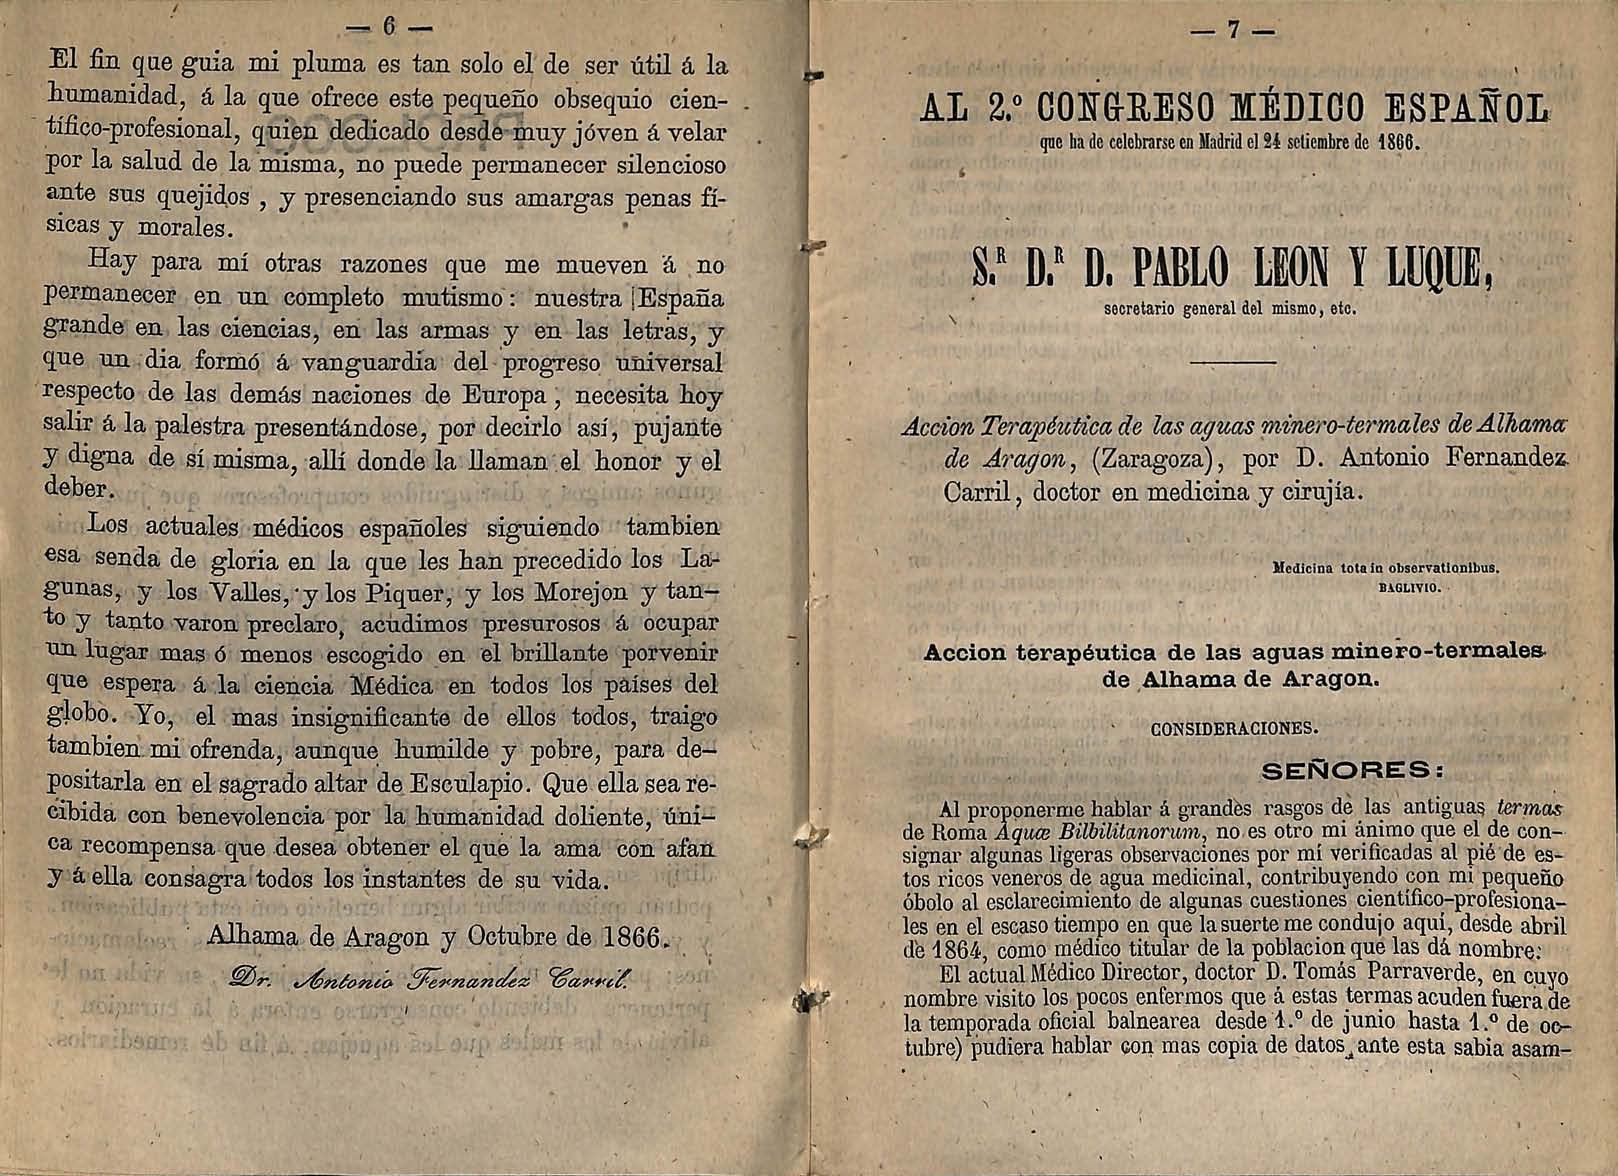 — 6 —
El fin que guia mi pluma es tan solo el de ser útil á la
humanidad, á la que ofrece este pequeño obsequio cien-
tífico-profesional, quien dedicado desde muy jóven á velar
por la salud de la misma, no puede permanecer silencioso
ante sus quejidos , y presenciando sus amargas penas fí-
sicas y morales.
Hay para mí otras razones que me mueven á no
permanecer en un completo mutismo : nuestra ¡España
grande en las ciencias, en las armas y en las letras, y
que un dia formó á vanguardia del progreso universal
respecto de las demás naciones de Europa , necesita hoy
salir á la palestra presentándose, por decirlo así, pujante
y digna de sí misma, allí donde la llaman el honor y el
deber.
Los actuales médicos españoles siguiendo tambien
esa senda de gloria en la que les han precedido los La-
gunas, y los Valles, y los Piquer, y los Morejon y tan-
to y tanto varon preclaro, acudimos presurosos á ocupar
un lugar mas ó menos escogido en el brillante porvenir
que espera á la ciencia Médica en todos los países del
globo. Yo, el mas insignificante de ellos todos, traigo
tambien mi ofrenda, aunque humilde y pobre, para de-
positarla en el sagrado altar de Esculapio. Que ella sea re-
cibida con benevolencia por la humanidad doliente, úni-
ca recompensa que desea obtener el que la ama con afan
y á ella consagra todos los instantes de su vida.
Alhama de Aragon y Octubre de 1866.
Dr. Antonio Fernandez Carril.
— 7 —
AL 2.º CONGRESO MÉDICO ESPAÑOL
que ha de celebrarse en Madrid el 24 setiembre de 1866.
S.R D.R D. PABLO LEON Y LUQUE,
secretario general del mismo, etc.
Accion Terapéutica de las aguas minero-termales de Alhama
de Aragon, (Zaragoza), por D. Antonio Fernandez
Carril, doctor en medicina y cirujía.
Medicina tota in observationibus.
BAGLIVIO.
Accion terapéutica de las aguas minero-termales
de Alhama de Aragon.
CONSIDERACIONES.
SEÑORES:
Al proponerme hablar á grandes rasgos de las antiguas termas
de Roma Aquæ Bilbilitanorum, no es otro mi ánimo que el de con-
signar algunas ligeras observaciones por mí verificadas al pié de es-
tos ricos veneros de agua medicinal, contribuyendo con mi pequeño
óbolo al esclarecimiento de algunas cuestiones científico-profesiona-
les en el escaso tiempo en que la suerte me condujo aquí, desde abril
de 1864, como médico titular de la poblacion que las dá nombre:
El actual Médico Director, doctor D. Tomás Parraverde, en cuyo
nombre visito los pocos enfermos que á estas termas acuden fuera de
la temporada oficial balnearea desde 1.º de junio hasta 1.º de oc-
tubre) pudiera hablar con mas copia de datos ante esta sabia asam-